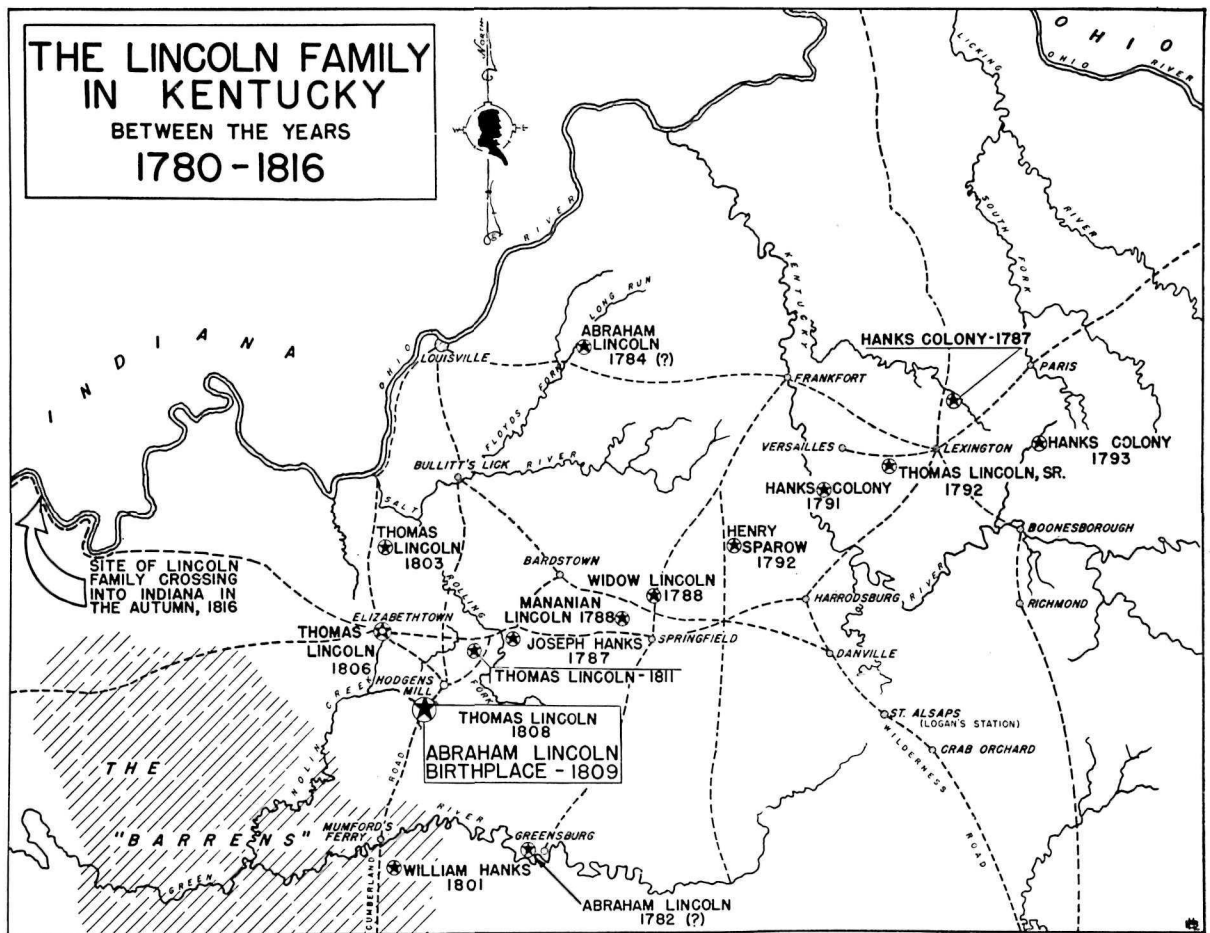 THE LINCOLN FAMILY
IN KENTUCKY
BETWEEN THE YEARS
1780-1816
NORTH
OHIO
OHIO RIVER
LICKING
RIVER
SOUTH FORK
KENTUCKY
INDIANA
OHIO
RIVER
LOUISVILLE
LONG RUN
FLOYDS FORK
ABRAHAM
LINCOLN
1784 (?)
HANKS COLONY-1787
FRANKFORT
PARIS
VERSAILLES
LEXINGTON
HANKS COLONY
1793
THOMAS LINCOLN, SR.
1792
HANKS COLONY
1791
BULLITT'S LICK
SALT
RIVER
BOONESBOROUGH
SITE OF LINCOLN
FAMILY CROSSING
INTO INDIANA IN
THE AUTUMN, 1816
THOMAS
LINCOLN
1803
HENRY
SPAROW
1792
BARDSTOWN
WIDOW LINCOLN
1788
ROLLING
FORK
MANANIAN
LINCOLN 1788
HARRODSBURG
RIVER
RICHMOND
ELIZABETHTOWN
THOMAS
LINCOLN
1806
JOSEPH HANKS
1787
SPRINGFIELD
DANVILLE
THOMAS LINCOLN-1811
HODGENS
MILL
NOLIN CREEK
THOMAS LINCOLN
1808
ABRAHAM LINCOLN
BIRTHPLACE - 1809
ST. ALSAPS
(LOGAN'S STATION)
CRAB ORCHARD
WILDERNESS
ROAD
THE
"BARRENS"
ROAD
CUMBERLAND
MUMFORD'S
FERRY
GREEN
RIVER
GREENSBURG
WILLIAM HANKS
1801
ABRAHAM LINCOLN
1782 (?)